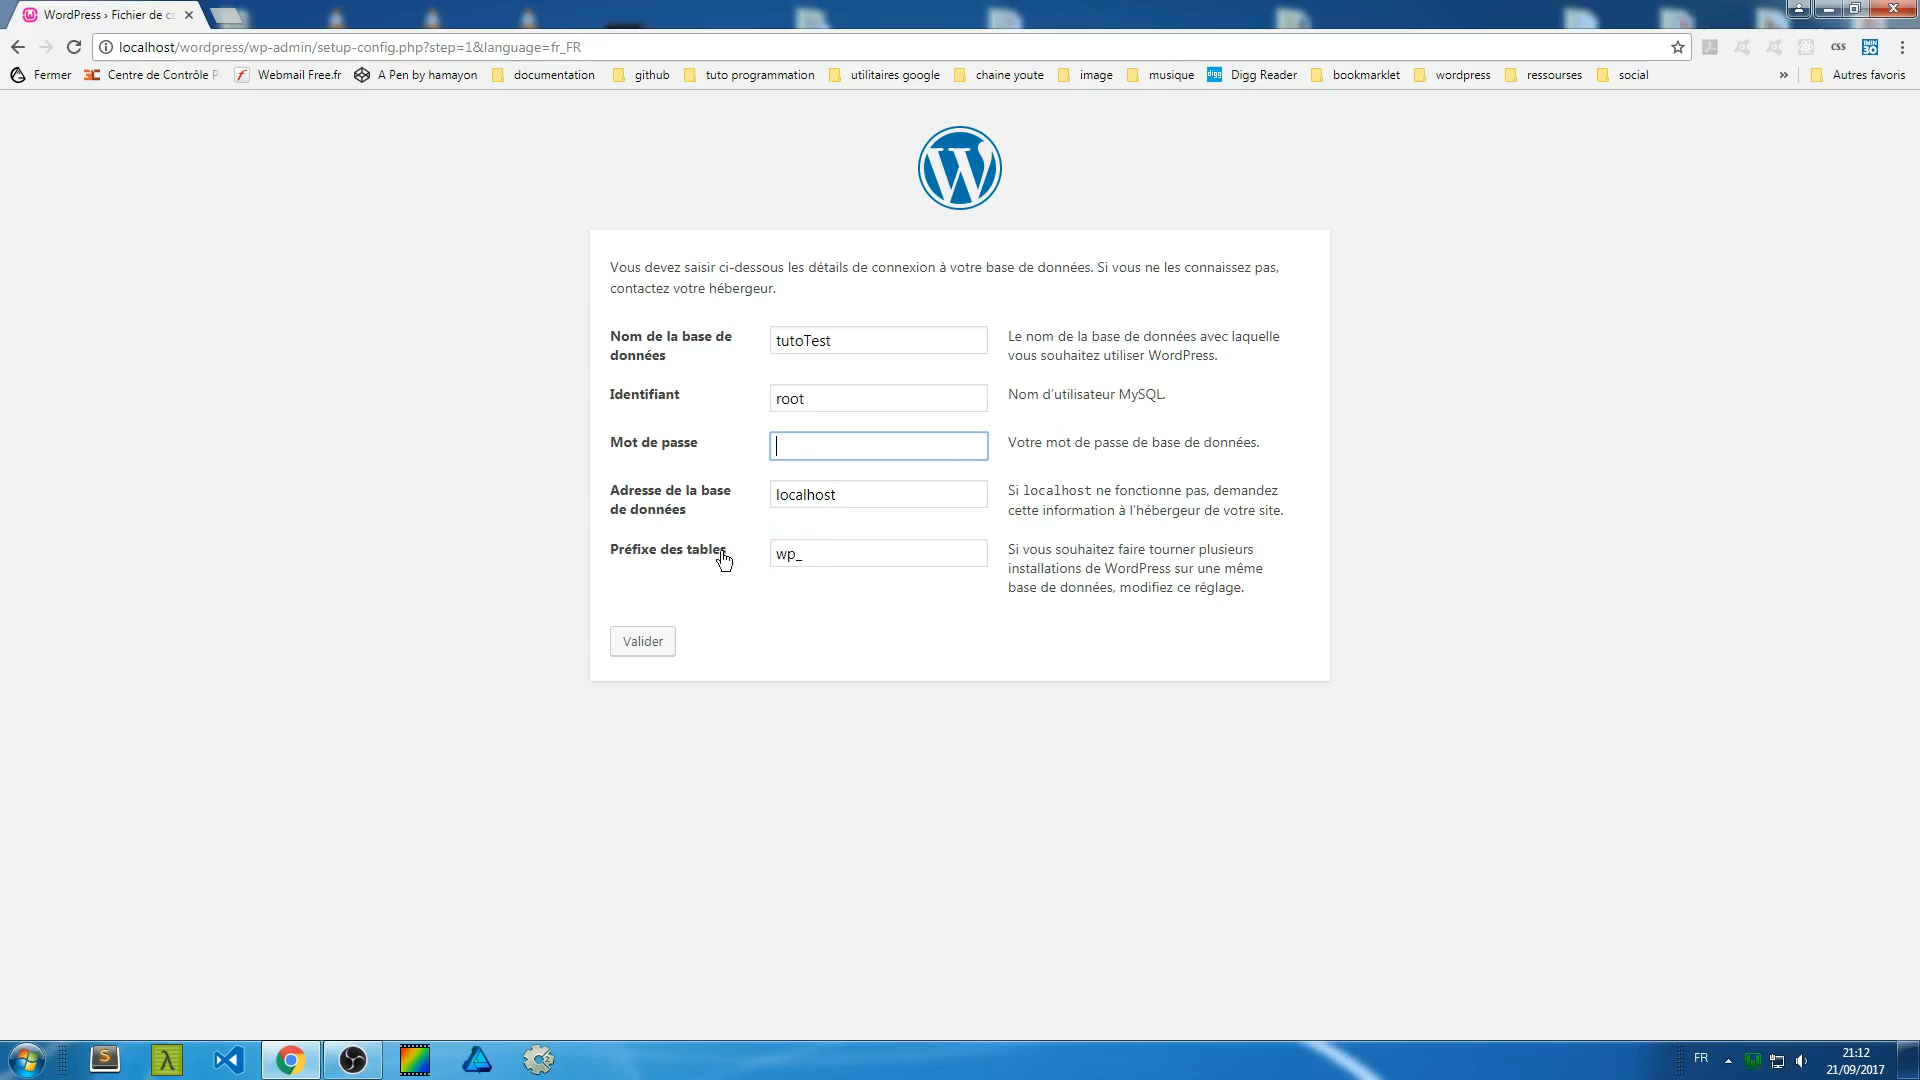 WordPress › Fichier de cc
localhost/wordpress/wp-admin/setup-config.php?step=1&language=fr_FR
Fermer
Centre de Contrôle P
Webmail Free.fr
A Pen by hamayon
documentation
github
tuto programmation
utilitaires google
chaine youte
image
musique
digg
Digg Reader
bookmarklet
wordpress
ressourses
social
»
Autres favoris
CSS
Vous devez saisir ci-dessous les détails de connexion à votre base de données. Si vous ne les connaissez pas,
contactez votre hébergeur.
Nom de la base de
données
tutoTest
Le nom de la base de données avec laquelle
vous souhaitez utiliser WordPress.
Identifiant
root
Nom d’utilisateur MySQL.
Mot de passe
Votre mot de passe de base de données.
Adresse de la base
de données
localhost
Si localhost ne fonctionne pas, demandez
cette information à l’hébergeur de votre site.
Préfixe des tables
wp_
Si vous souhaitez faire tourner plusieurs
installations de WordPress sur une même
base de données, modifiez ce réglage.
Valider
FR
21:12
21/09/2017